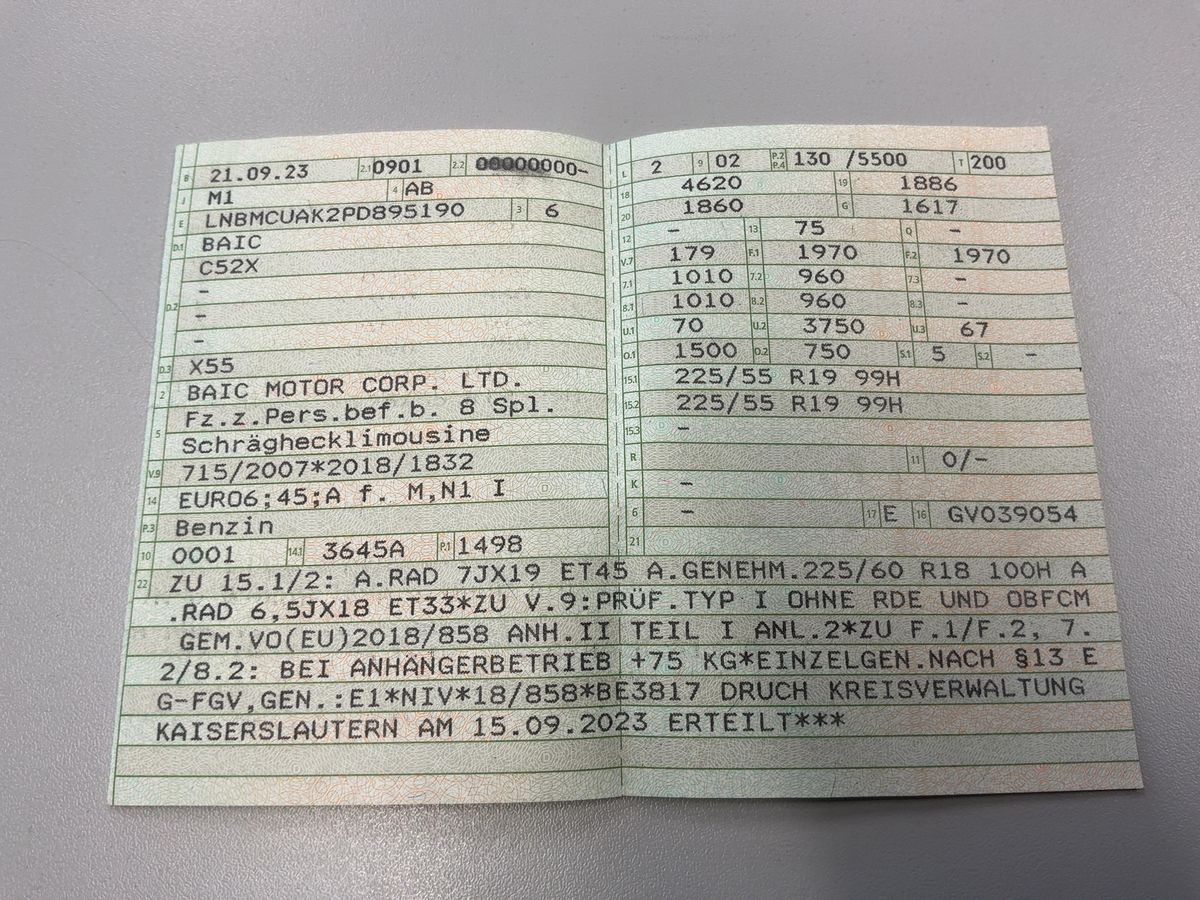 B 21.09.23 2.1 0901 2.2 00000000-
J M1 4 AB
E LNBMCUAK2PD895190 3 6
D.1 BAIC
C52X
-
D.2 -
-
D.3 X55
2 BAIC MOTOR CORP. LTD.
Fz.z.Pers.bef.b. 8 Spl.
5 Schräghecklimousine
V.9 715/2007*2018/1832
14 EURO6;45;A f. M,N1 I
P.3 Benzin
10 0001 14.1 3645A P.1 1498
L 2 9 02 P.2 P.4 130 /5500 T 200
18 4620 19 1886
20 1860 G 1617
12 - 13 75 Q -
V.7 179 F.1 1970 F.2 1970
7.1 1010 7.2 960 7.3 -
8.1 1010 8.2 960 8.3 -
U.1 70 U.2 3750 U.3 67
O.1 1500 O.2 750 S.1 5 S.2 -
15.1 225/55 R19 99H
15.2 225/55 R19 99H
15.3 -
R 11 0/-
K -
6 - 17 E 16 GV039054
21
22 ZU 15.1/2: A.RAD 7JX19 ET45 A.GENEHM.225/60 R18 100H A
.RAD 6,5JX18 ET33*ZU V.9:PRÜF.TYP I OHNE RDE UND OBFCM
GEM.VO(EU)2018/858 ANH.II TEIL I ANL.2*ZU F.1/F.2, 7.
2/8.2: BEI ANHÄNGERBETRIEB +75 KG*EINZELGEN.NACH §13 E
G-FGV,GEN.:E1*NIV*18/858*BE3817 DRUCH KREISVERWALTUNG
KAISERSLAUTERN AM 15.09.2023 ERTEILT***